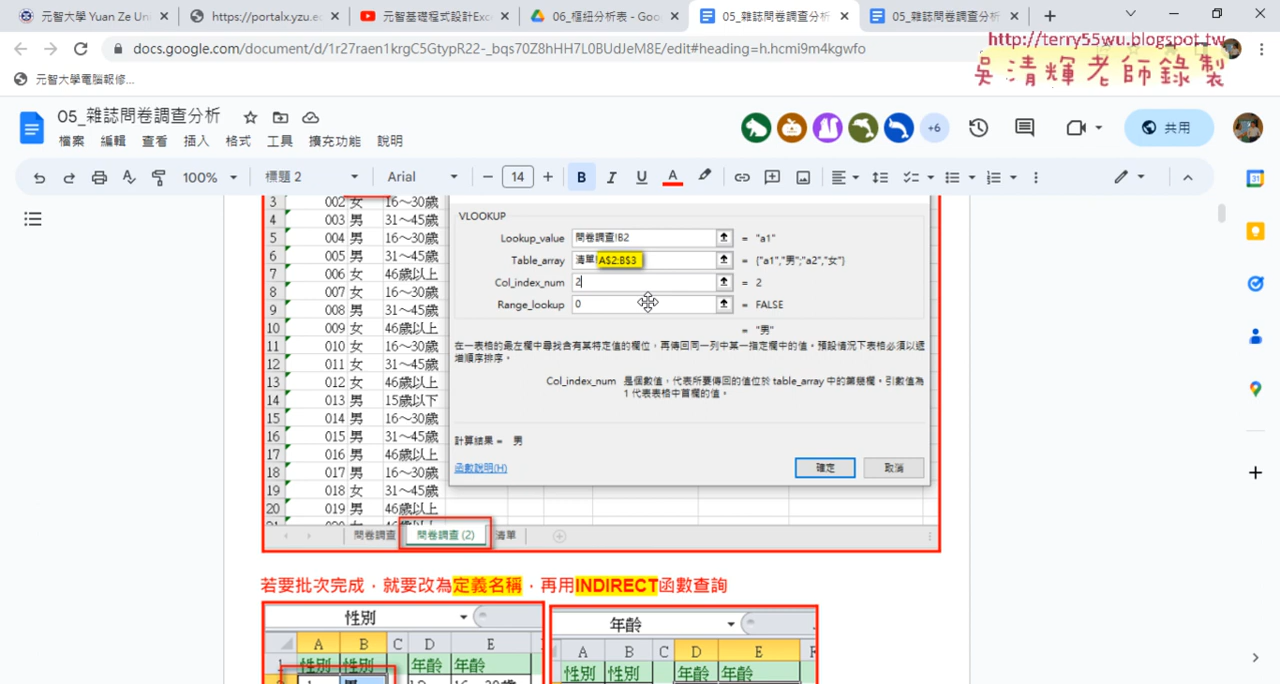 元智大學 Yuan Ze Uni
https://portalx.yzu.e
元智基礎程式設計Exc
06_樞紐分析表 - Goo
05_雜誌問卷調查分析
05_雜誌問卷調查分析
docs.google.com/document/d/1r27raen1krgC5GtypR22-_bqs70Z8hHH7L0BUdJeM8E/edit#heading=h.hcmi9m4kgwfo
http://terry55wu.blogspot.tw
吳清輝老師錄製
元智大學電腦報修...
05_雜誌問卷調查分析
檔案 編輯 查看 插入 格式 工具 擴充功能 說明
+6
共用
100% 標題 2 Arial 14 B I U A
3 002 女 16～30歲
4 003 男 31～45歲
5 004 男 16～30歲
6 005 男 31～45歲
7 006 女 46歲以上
8 007 女 16～30歲
9 008 男 31～45歲
10 009 女 46歲以上
11 010 女 16～30歲
12 011 女 31～45歲
13 012 女 46歲以上
14 013 男 15歲以下
15 014 男 16～30歲
16 015 男 31～45歲
17 016 男 46歲以上
18 017 男 16～30歲
19 018 女 31～45歲
20 019 男 46歲以上
VLOOKUP
Lookup_value 問卷調查!B2 = "a1"
Table_array 清單!A$2:B$3 = {"a1","男";"a2","女"}
Col_index_num 2 = 2
Range_lookup 0 = FALSE
= "男"
在一表格的最左欄中尋找含有某特定值的欄位，再傳回同一列中某一指定欄中的值。預設情況下表格必須以遞
增順序排序。
Col_index_num 是個數值，代表所要傳回的值位於 table_array 中的第幾欄。引數值為
1 代表表格中首欄的值。
計算結果 = 男
函數說明(H)
確定 取消
問卷調查 問卷調查 (2) 清單
若要批次完成，就要改為定義名稱，再用INDIRECT函數查詢
性別
A B C D E
1 性別 性別 年齡 年齡
年齡
A B C D E F
性別 性別 年齡 年齡